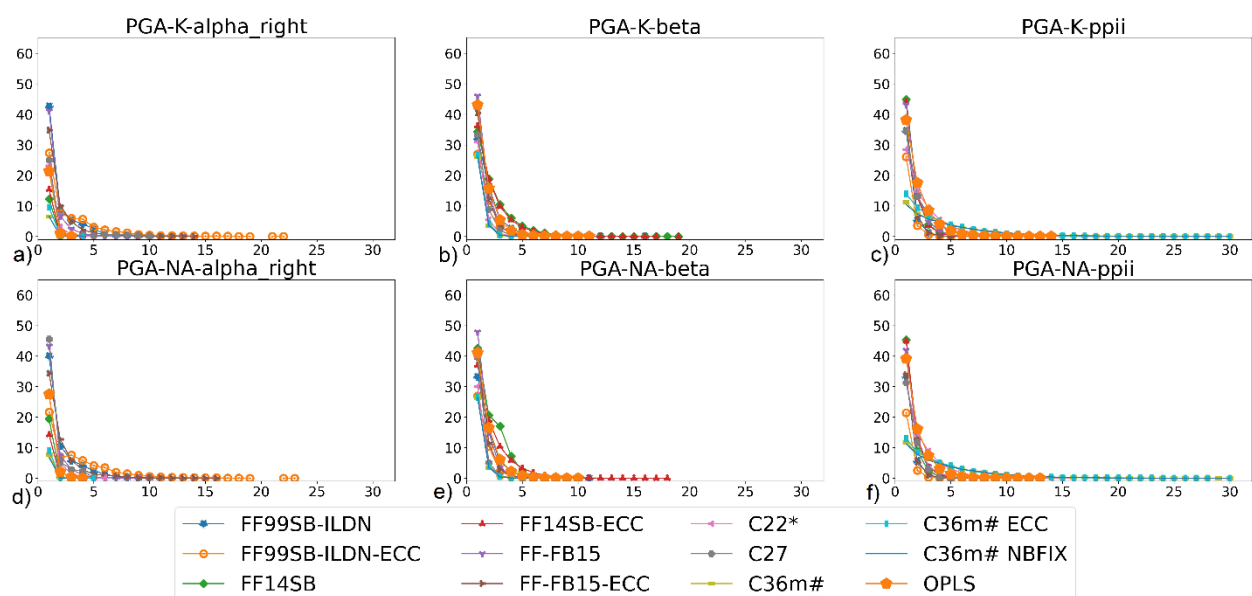 PGA-K-alpha_right PGA-K-beta PGA-K-ppii
60 60 60
50 50 50
40 40 40
30 30 30
20 20 20
10 10 10
0 0 0
0 5 10 15 20 25 30 0 5 10 15 20 25 30 0 5 10 15 20 25 30
a) b) c)
PGA-NA-alpha_right PGA-NA-beta PGA-NA-ppii
60 60 60
50 50 50
40 40 40
30 30 30
20 20 20
10 10 10
0 0 0
0 5 10 15 20 25 30 0 5 10 15 20 25 30 0 5 10 15 20 25 30
d) e) f)
FF99SB-ILDN FF14SB-ECC C22* C36m# ECC
FF99SB-ILDN-ECC FF-FB15 C27 C36m# NBFIX
FF14SB FF-FB15-ECC C36m# OPLS